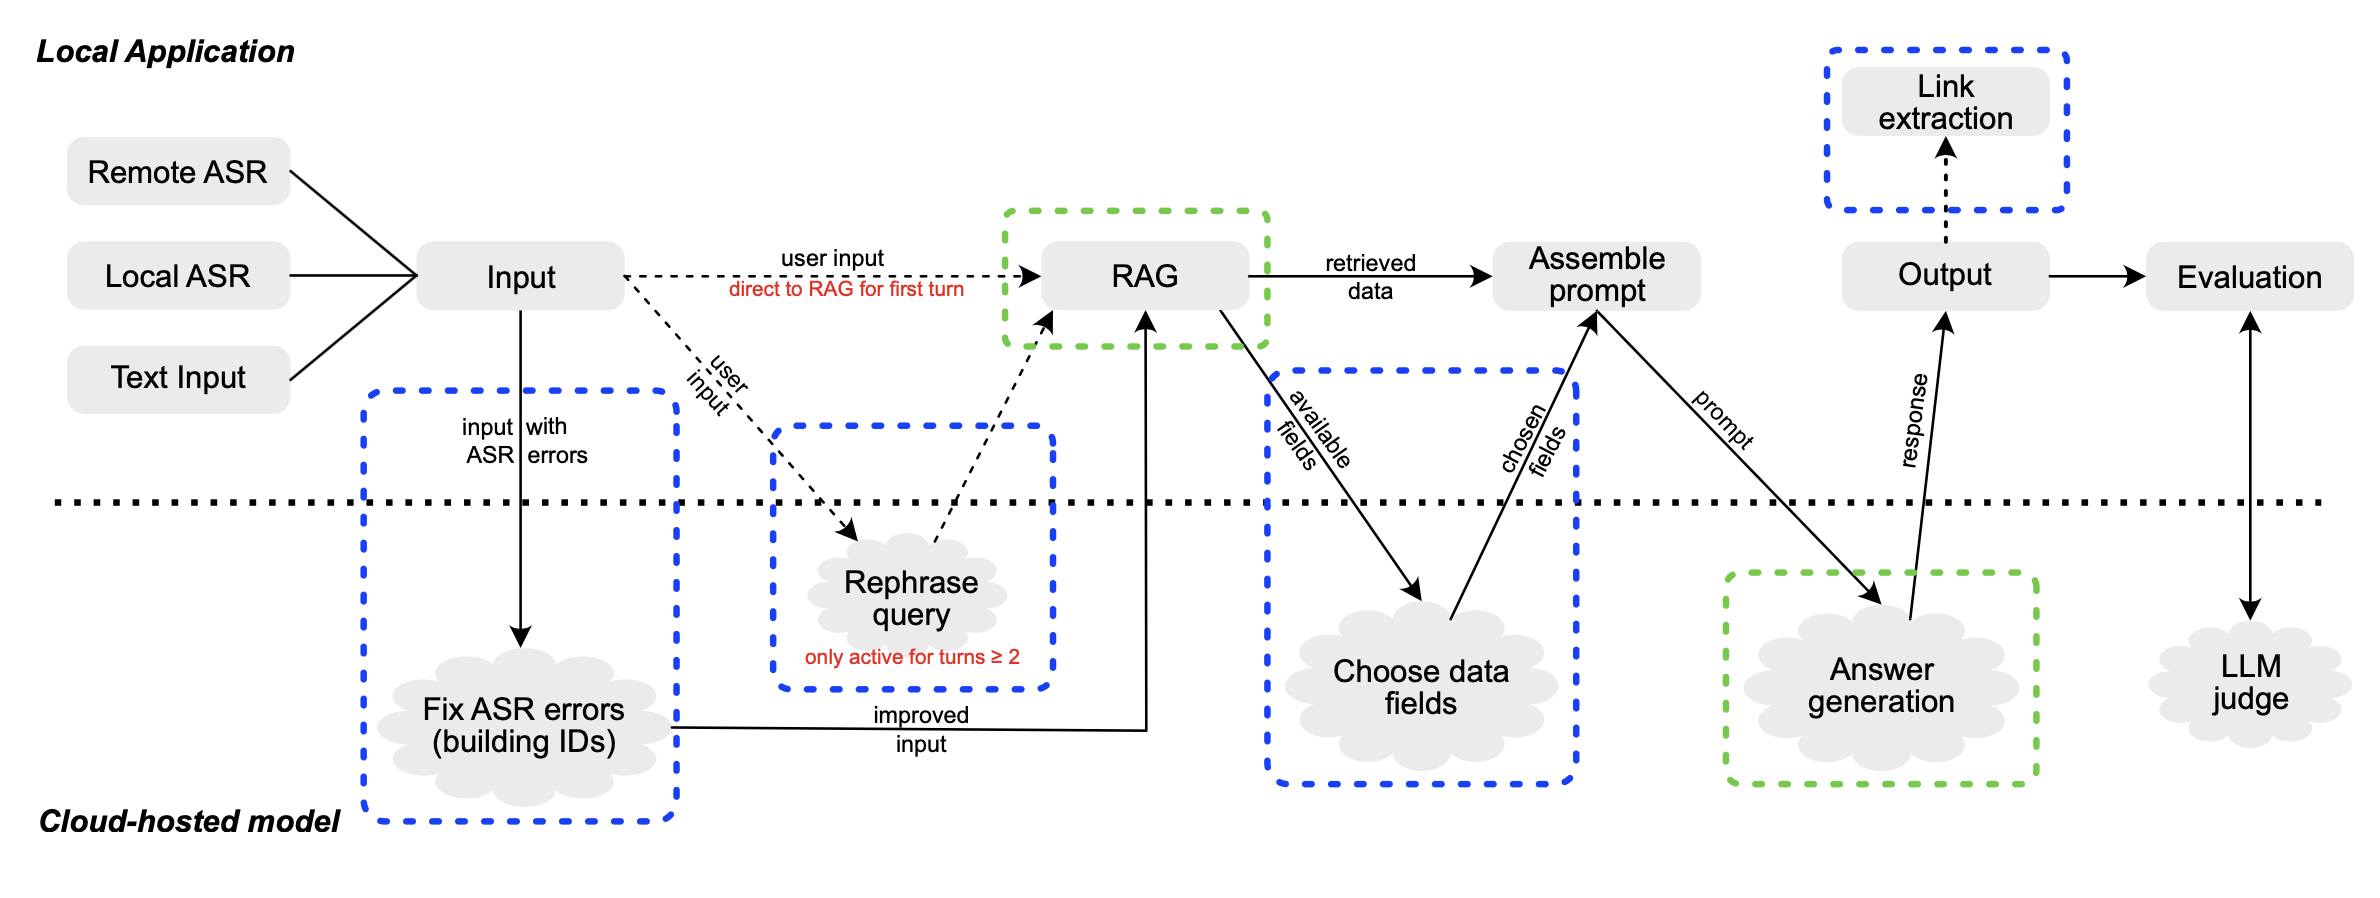 Local Application
Remote ASR
Local ASR
Text Input
Input
user input
direct to RAG for first turn
user
input
input with
ASR errors
Fix ASR errors
(building IDs)
Rephrase
query
only active for turns ≥ 2
improved
input
RAG
retrieved
data
available
fields
Choose data
fields
chosen
fields
Assemble
prompt
prompt
Answer
generation
response
Output
Link
extraction
Evaluation
LLM
judge
Cloud-hosted model